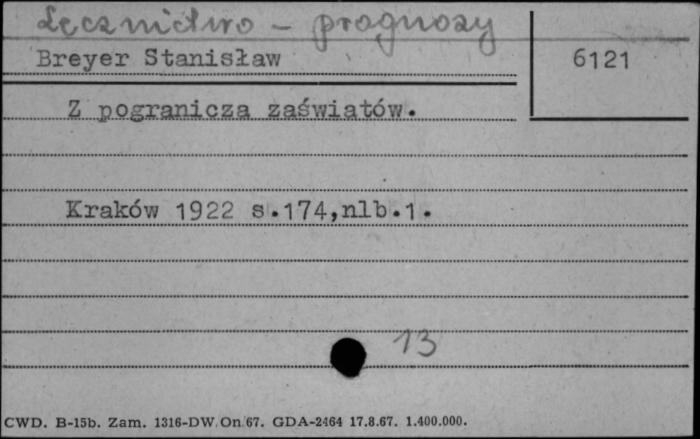 Lecznictwo - prognozy
Breyer Stanisław
6121
Z pogranicza zaświatów.
Kraków 1922 s.174,nlb.1.
13
CWD. B-15b. Zam. 1316-DW On 67. GDA-2464 17.8.67. 1.400.000.